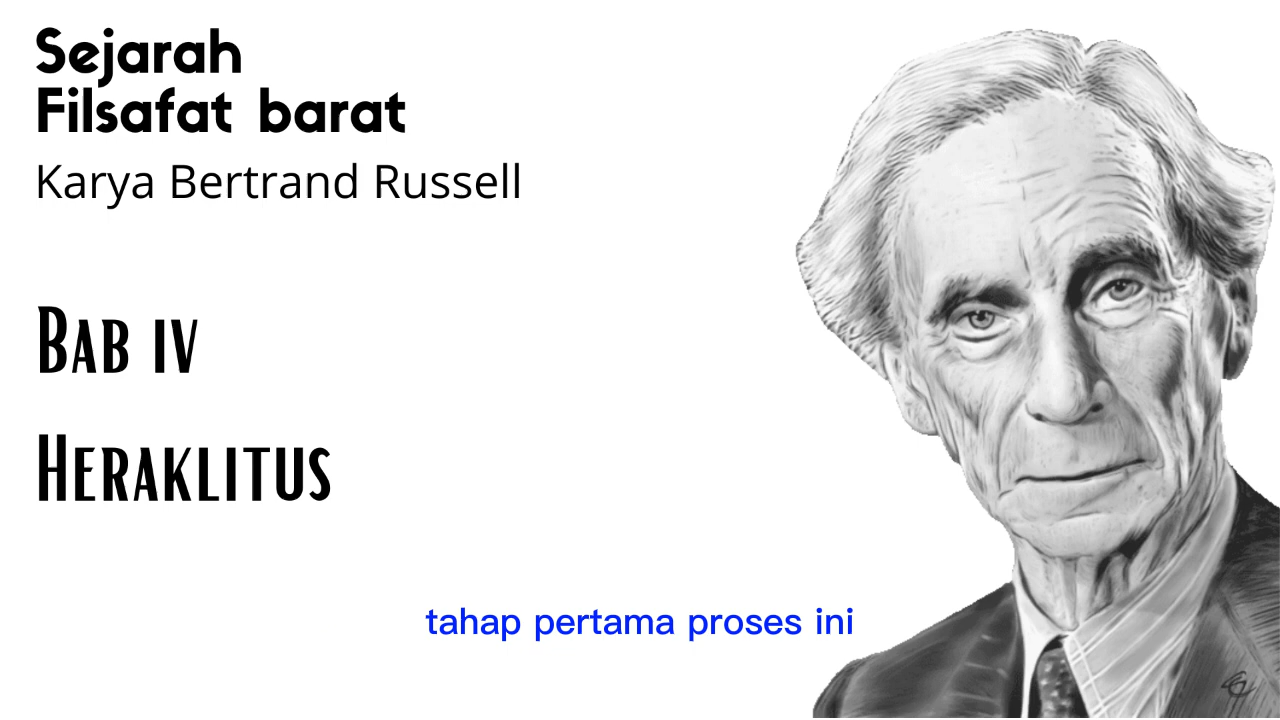 Sejarah
Filsafat barat
Karya Bertrand Russell
Bab iv
Heraklitus
tahap pertama proses ini